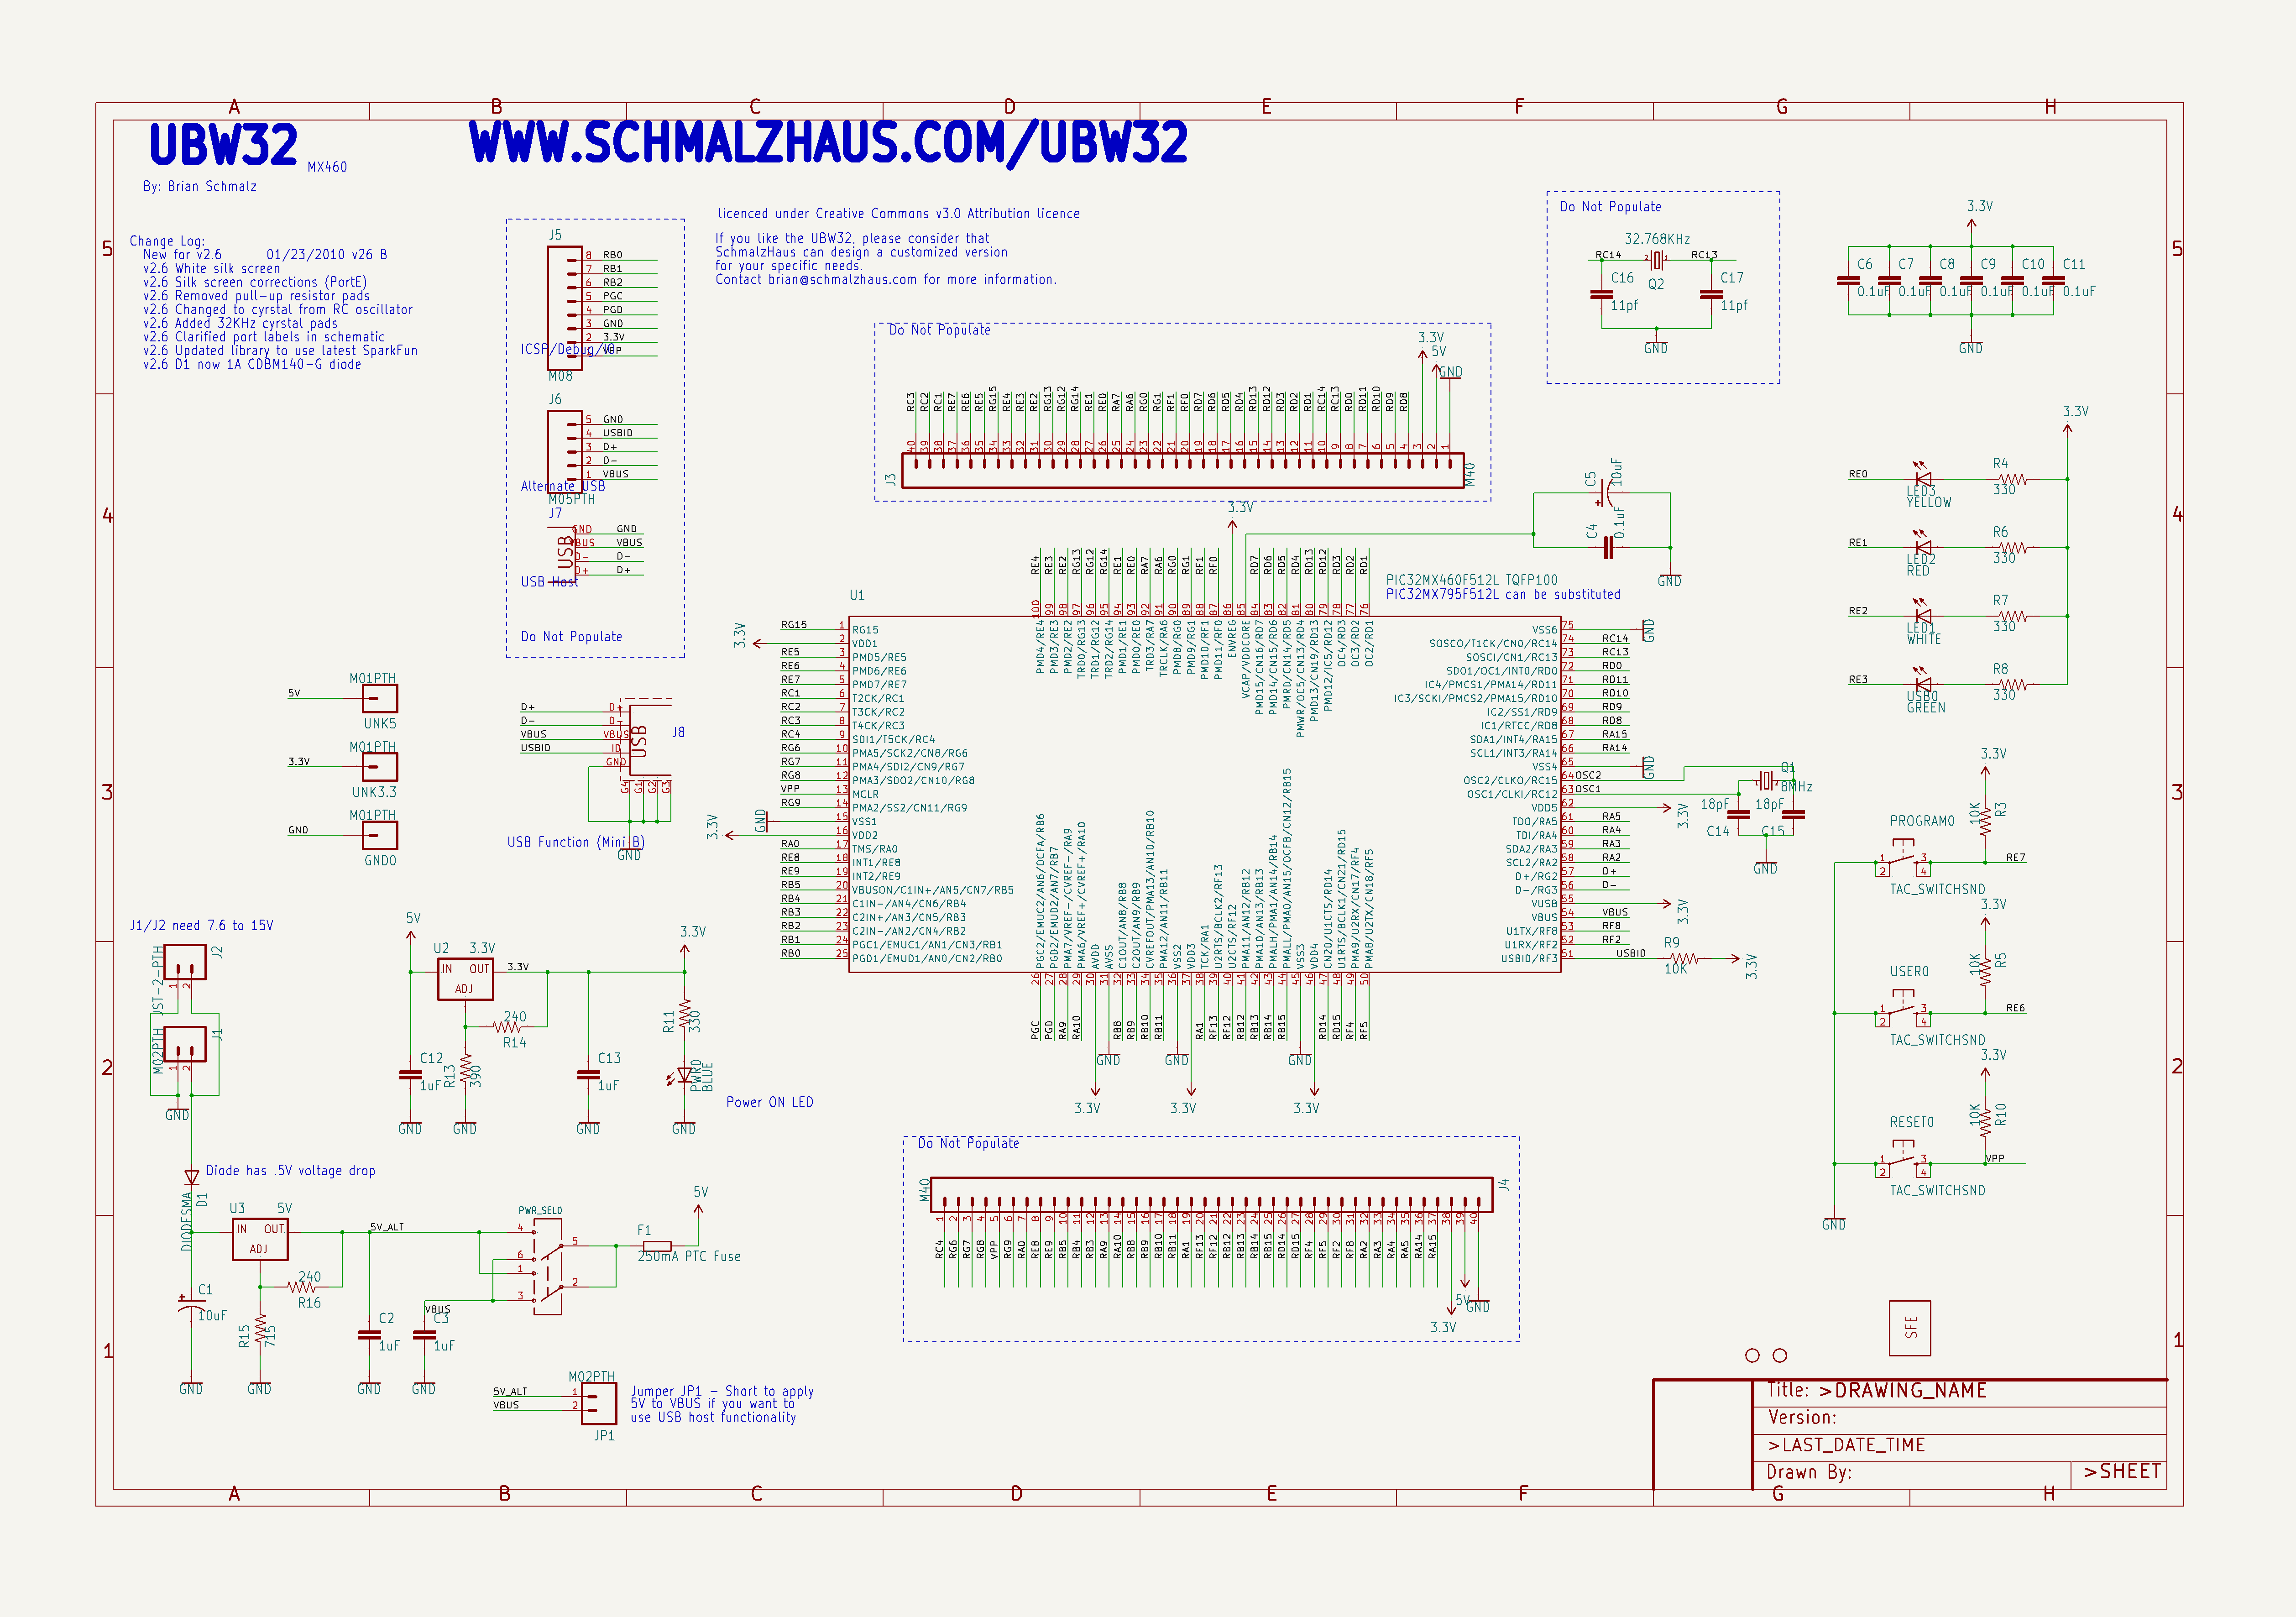 A B C D E F G H
UBW32
MX460
WWW.SCHMALZHAUS.COM/UBW32
By: Brian Schmalz
licenced under Creative Commons v3.0 Attribution licence
If you like the UBW32, please consider that
SchmalzHaus can design a customized version
for your specific needs.
Contact brian@schmalzhaus.com for more information.
Change Log:
New for v2.6 01/23/2010 v26 B
v2.6 White silk screen
v2.6 Silk screen corrections (PortE)
v2.6 Removed pull-up resistor pads
v2.6 Changed to cyrstal from RC oscillator
v2.6 Added 32KHz cyrstal pads
v2.6 Clarified port labels in schematic
v2.6 Updated library to use latest SparkFun
v2.6 D1 now 1A CDBM140-G diode
J5
8 RB0
7 RB1
6 RB2
5 PGC
4 PGD
3 GND
2 3.3V
1 VPP
ICSP/Debug/IO
M08
J6
5 GND
4 USBID
3 D+
2 D-
1 VBUS
Alternate USB
M05PTH
J7
USB
GND GND
VBUS VBUS
D- D-
D+ D+
USB Host
Do Not Populate
Do Not Populate
3.3V
5V
GND
RC3 RC2 RC1 RE7 RE6 RE5 RG15 RE4 RE3 RE2 RG13 RG12 RG14 RE1 RE0 RA7 RA6 RG0 RG1 RF1 RF0 RD7 RD6 RD5 RD4 RD13 RD12 RD3 RD2 RD1 RC14 RC13 RD0 RD11 RD10 RD9 RD8
40 39 38 37 36 35 34 33 32 31 30 29 28 27 26 25 24 23 22 21 20 19 18 17 16 15 14 13 12 11 10 9 8 7 6 5 4 3 2 1
J3
M40
Do Not Populate
32.768KHz
RC14
RC13
2 1
Q2
C16
11pf
C17
11pf
GND
3.3V
C6 C7 C8 C9 C10 C11
0.1uF 0.1uF 0.1uF 0.1uF 0.1uF 0.1uF
GND
3.3V
C5
10uF
C4
0.1uF
GND
3.3V
RE0
LED3
YELLOW
R4
330
RE1
LED2
RED
R6
330
RE2
LED1
WHITE
R7
330
RE3
USB0
GREEN
R8
330
PIC32MX460F512L TQFP100
PIC32MX795F512L can be substituted
U1
RE4 RE3 RE2 RG13 RG12 RG14 RE1 RE0 RA7 RA6 RG0 RG1 RF1 RF0 RD7 RD6 RD5 RD4 RD13 RD12 RD3 RD2 RD1
100 99 98 97 96 95 94 93 92 91 90 89 88 87 86 85 84 83 82 81 80 79 78 77 76
PMD4/RE4
PMD3/RE3
PMD2/RE2
TRD0/RG13
TRD1/RG12
TRD2/RG14
PMD1/RE1
PMD0/RE0
TRD3/RA7
TRCLK/RA6
PMD8/RG0
PMD9/RG1
PMD10/RF1
PMD11/RF0
ENVREG
VCAP/VDDCORE
PMD15/CN16/RD7
PMD14/CN15/RD6
PMRD/CN14/RD5
PMWR/OC5/CN13/RD4
PMD13/CN19/RD13
PMD12/IC5/RD12
OC4/RD3
OC3/RD2
OC2/RD1
RG15 1 RG15
3.3V 2 VDD1
RE5 3 PMD5/RE5
RE6 4 PMD6/RE6
RE7 5 PMD7/RE7
RC1 6 T2CK/RC1
RC2 7 T3CK/RC2
RC3 8 T4CK/RC3
RC4 9 SDI1/T5CK/RC4
RG6 10 PMA5/SCK2/CN8/RG6
RG7 11 PMA4/SDI2/CN9/RG7
RG8 12 PMA3/SDO2/CN10/RG8
VPP 13 MCLR
RG9 14 PMA2/SS2/CN11/RG9
GND 15 VSS1
3.3V 16 VDD2
RA0 17 TMS/RA0
RE8 18 INT1/RE8
RE9 19 INT2/RE9
RB5 20 VBUSON/C1IN+/AN5/CN7/RB5
RB4 21 C1IN-/AN4/CN6/RB4
RB3 22 C2IN+/AN3/CN5/RB3
RB2 23 C2IN-/AN2/CN4/RB2
RB1 24 PGC1/EMUC1/AN1/CN3/RB1
RB0 25 PGD1/EMUD1/AN0/CN2/RB0
VSS6 75 GND
SOSCO/T1CK/CN0/RC14 74 RC14
SOSCI/CN1/RC13 73 RC13
SDO1/OC1/INT0/RD0 72 RD0
IC4/PMCS1/PMA14/RD11 71 RD11
IC3/SCKI/PMCS2/PMA15/RD10 70 RD10
IC2/SS1/RD9 69 RD9
IC1/RTCC/RD8 68 RD8
SDA1/INT4/RA15 67 RA15
SCL1/INT3/RA14 66 RA14
VSS4 65 GND
OSC2/CLKO/RC15 64 OSC2
OSC1/CLKI/RC12 63 OSC1
VDD5 62 3.3V
TDO/RA5 61 RA5
TDI/RA4 60 RA4
SDA2/RA3 59 RA3
SCL2/RA2 58 RA2
D+/RG2 57 D+
D-/RG3 56 D-
VUSB 55 3.3V
VBUS 54 VBUS
U1TX/RF8 53 RF8
U1RX/RF2 52 RF2
USBID/RF3 51 USBID
R9
10K
3.3V
Q1
8MHz
18pF
C14
18pF
C15
GND
PGC2/EMUC2/AN6/OCFA/RB6
PGD2/EMUD2/AN7/RB7
PMA7/VREF-/CVREF-/RA9
PMA6/VREF+/CVREF+/RA10
AVDD
AVSS
C1OUT/AN8/RB8
C2OUT/AN9/RB9
CVREFOUT/PMA13/AN10/RB10
PMA12/AN11/RB11
VSS2
VDD3
TCK/RA1
U2RTS/BCLK2/RF13
U2CTS/RF12
PMA11/AN12/RB12
PMA10/AN13/RB13
PMALH/PMA1/AN14/RB14
PMALL/PMA0/AN15/OCFB/CN12/RB15
VSS3
VDD4
CN20/U1CTS/RD14
U1RTS/BCLK1/CN21/RD15
PMA9/U2RX/CN17/RF4
PMA8/U2TX/CN18/RF5
26 27 28 29 30 31 32 33 34 35 36 37 38 39 40 41 42 43 44 45 46 47 48 49 50
PGC PGD RA9 RA10 RB8 RB9 RB10 RB11 RA1 RF13 RF12 RB12 RB13 RB14 RB15 RD14 RD15 RF4 RF5
GND GND GND
3.3V 3.3V 3.3V
M01PTH
5V
UNK5
M01PTH
3.3V
UNK3.3
M01PTH
GND
GND0
D+ D+
D- D-
VBUS VBUS
USBID ID
GND
USB
J8
G4 G1 G2 G3
USB Function (Mini B)
GND
3.3V
PROGRAM0
10K
R3
1 3
2 4
RE7
TAC_SWITCHSND
3.3V
USER0
10K
R5
1 3
2 4
RE6
TAC_SWITCHSND
3.3V
RESET0
10K
R10
1 3
2 4
VPP
TAC_SWITCHSND
GND
J1/J2 need 7.6 to 15V
J2
JST-2-PTH
1 2
J1
M02PTH
1 2
GND
5V
U2 3.3V
IN OUT
ADJ
3.3V
240
R14
C12
1uF
R13
390
C13
1uF
GND GND GND GND
3.3V
R11
330
PWR0
BLUE
Power ON LED
Diode has .5V voltage drop
D1
DIODESMA
U3 5V
IN OUT
ADJ
5V_ALT
240
R16
C1
10uF
R15
715
C2
1uF
VBUS
C3
1uF
GND GND GND GND
PWR_SEL0
4 5
6
1
2
3
F1
250mA PTC Fuse
5V
M02PTH
5V_ALT 1
VBUS 2
JP1
Jumper JP1 - Short to apply
5V to VBUS if you want to
use USB host functionality
Do Not Populate
M40
J4
1 2 3 4 5 6 7 8 9 10 11 12 13 14 15 16 17 18 19 20 21 22 23 24 25 26 27 28 29 30 31 32 33 34 35 36 37 38 39 40
RC4 RG6 RG7 RG8 VPP RG9 RA0 RE8 RE9 RB5 RB4 RB3 RA9 RA10 RB8 RB9 RB10 RB11 RA1 RF13 RF12 RB12 RB13 RB14 RB15 RD14 RD15 RF4 RF5 RF2 RF8 RA2 RA3 RA4 RA5 RA14 RA15
5V
GND
3.3V
SFE
Title: >DRAWING_NAME
Version:
>LAST_DATE_TIME
Drawn By:
>SHEET
5 4 3 2 1
5 4 3 2 1
A B C D E F G H